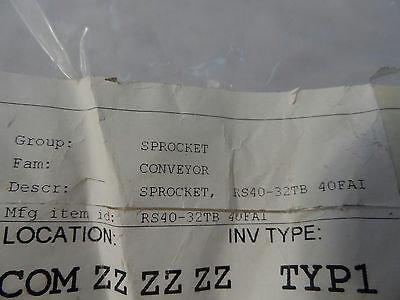 Group: SPROCKET
Fam: CONVEYOR
Descr: SPROCKET, RS40-32TB 40FAI
Mfg item id: RS40-32TB 40FAI
LOCATION: INV TYPE:
COM ZZ ZZ ZZ TYP1